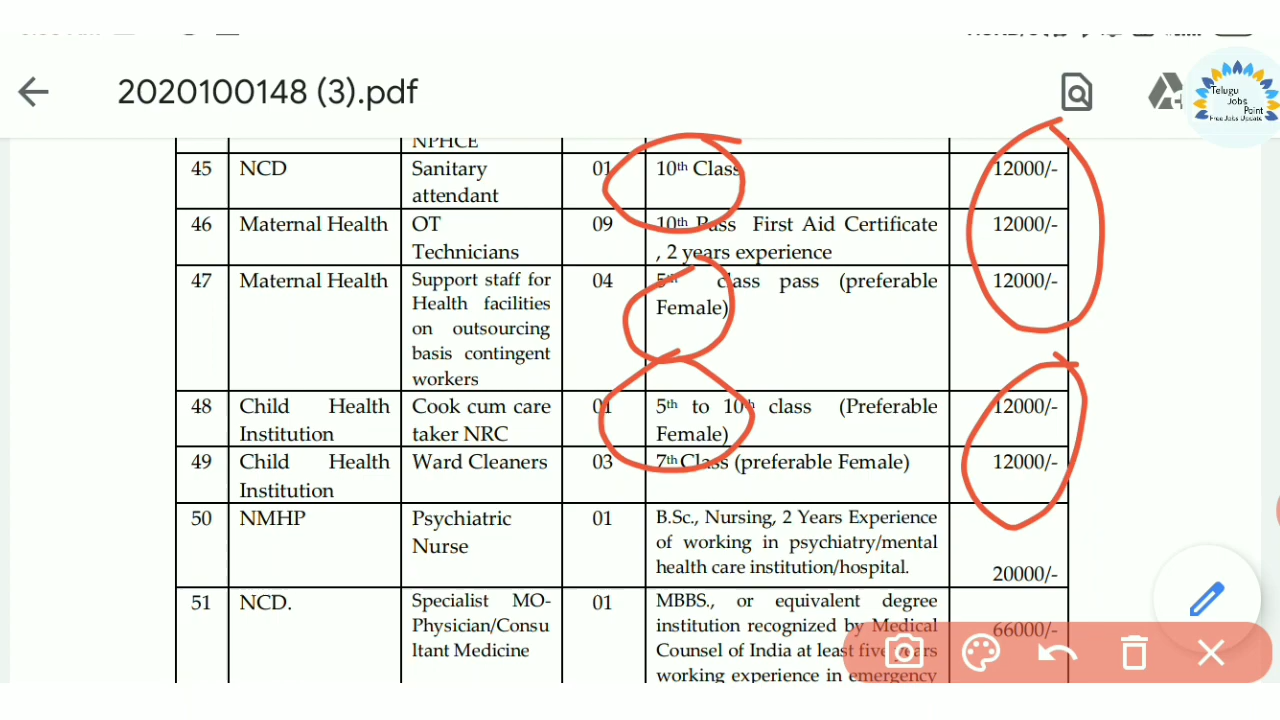 2020100148 (3).pdf
Telugu
Jobs
Point
Free Jobs Update
NPHCE
45 NCD Sanitary 01 10th Class 12000/-
attendant
46 Maternal Health OT 09 10th Pass First Aid Certificate 12000/-
Technicians , 2 years experience
47 Maternal Health Support staff for 04 5th class pass (preferable 12000/-
Health facilities Female)
on outsourcing
basis contingent
workers
48 Child Health Cook cum care 01 5th to 10th class (Preferable 12000/-
Institution taker NRC Female)
49 Child Health Ward Cleaners 03 7th Class (preferable Female) 12000/-
Institution
50 NMHP Psychiatric 01 B.Sc., Nursing, 2 Years Experience
Nurse of working in psychiatry/mental
health care institution/hospital. 20000/-
51 NCD. Specialist MO- 01 MBBS., or equivalent degree
Physician/Consu institution recognized by Medical 66000/-
ltant Medicine Counsel of India at least five years
working experience in emergency